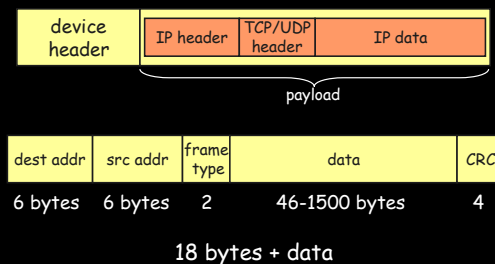 device
header
IP header
TCP/UDP
header
IP data
payload
dest addr
src addr
frame
type
data
CRC
6 bytes
6 bytes
2
46-1500 bytes
4
18 bytes + data